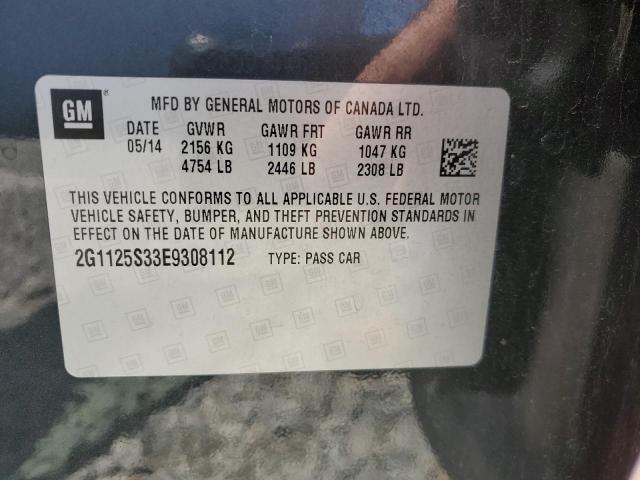 GM ® MFD BY GENERAL MOTORS OF CANADA LTD.
DATE GVWR GAWR FRT GAWR RR
05/14 2156 KG 1109 KG 1047 KG
4754 LB 2446 LB 2308 LB
THIS VEHICLE CONFORMS TO ALL APPLICABLE U.S. FEDERAL MOTOR
VEHICLE SAFETY, BUMPER, AND THEFT PREVENTION STANDARDS IN
EFFECT ON THE DATE OF MANUFACTURE SHOWN ABOVE.
2G1125S33E9308112 TYPE: PASS CAR